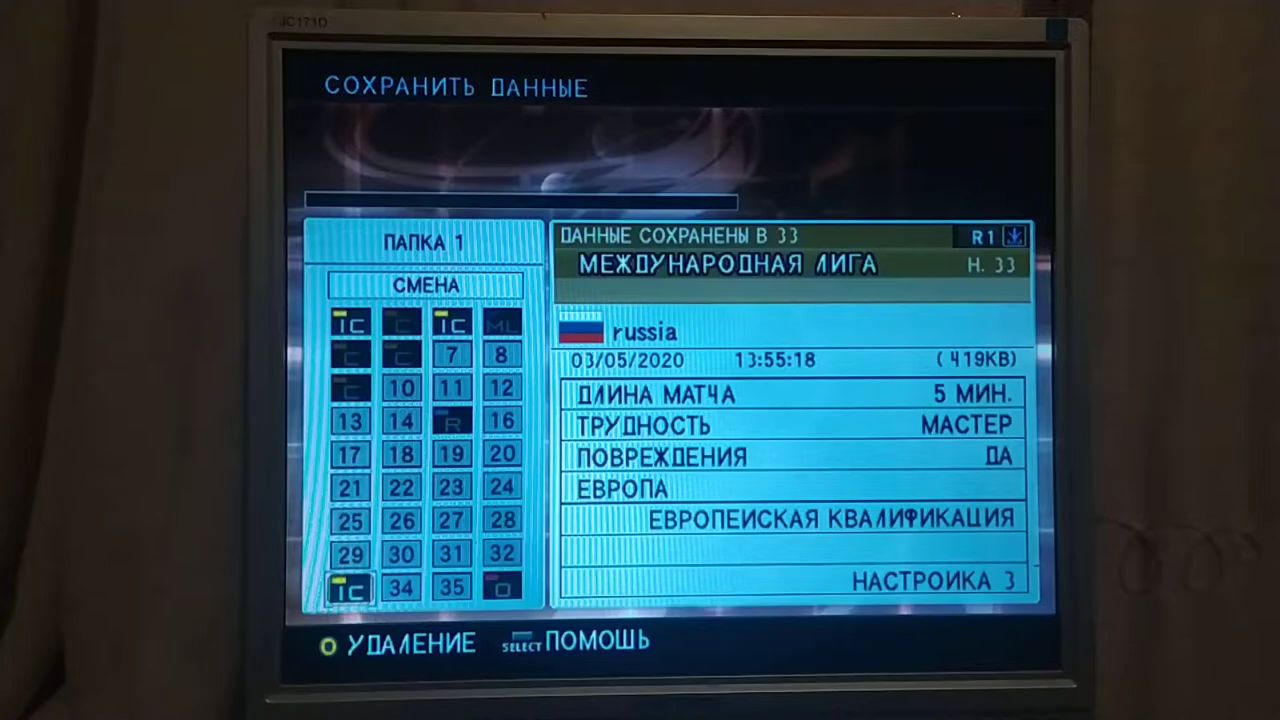 JC171D
СОХРАНИТЬ ДАННЫЕ
ПАПКА 1
СМЕНА
IC C IC ML
C C 7 8
C 10 11 12
13 14 R 16
17 18 19 20
21 22 23 24
25 26 27 28
29 30 31 32
IC 34 35 O
ДАННЫЕ СОХРАНЕНЫ В 33 R1
МЕЖДУНАРОДНАЯ ЛИГА Н. 33
russia
03/05/2020 13:55:18 (419KB)
ДЛИНА МАТЧА 5 МИН.
ТРУДНОСТЬ МАСТЕР
ПОВРЕЖДЕНИЯ ДА
ЕВРОПА
ЕВРОПЕИСКАЯ КВАЛИФИКАЦИЯ
НАСТРОИКА 3
O УДАЛЕНИЕ SELECT ПОМОШЬ